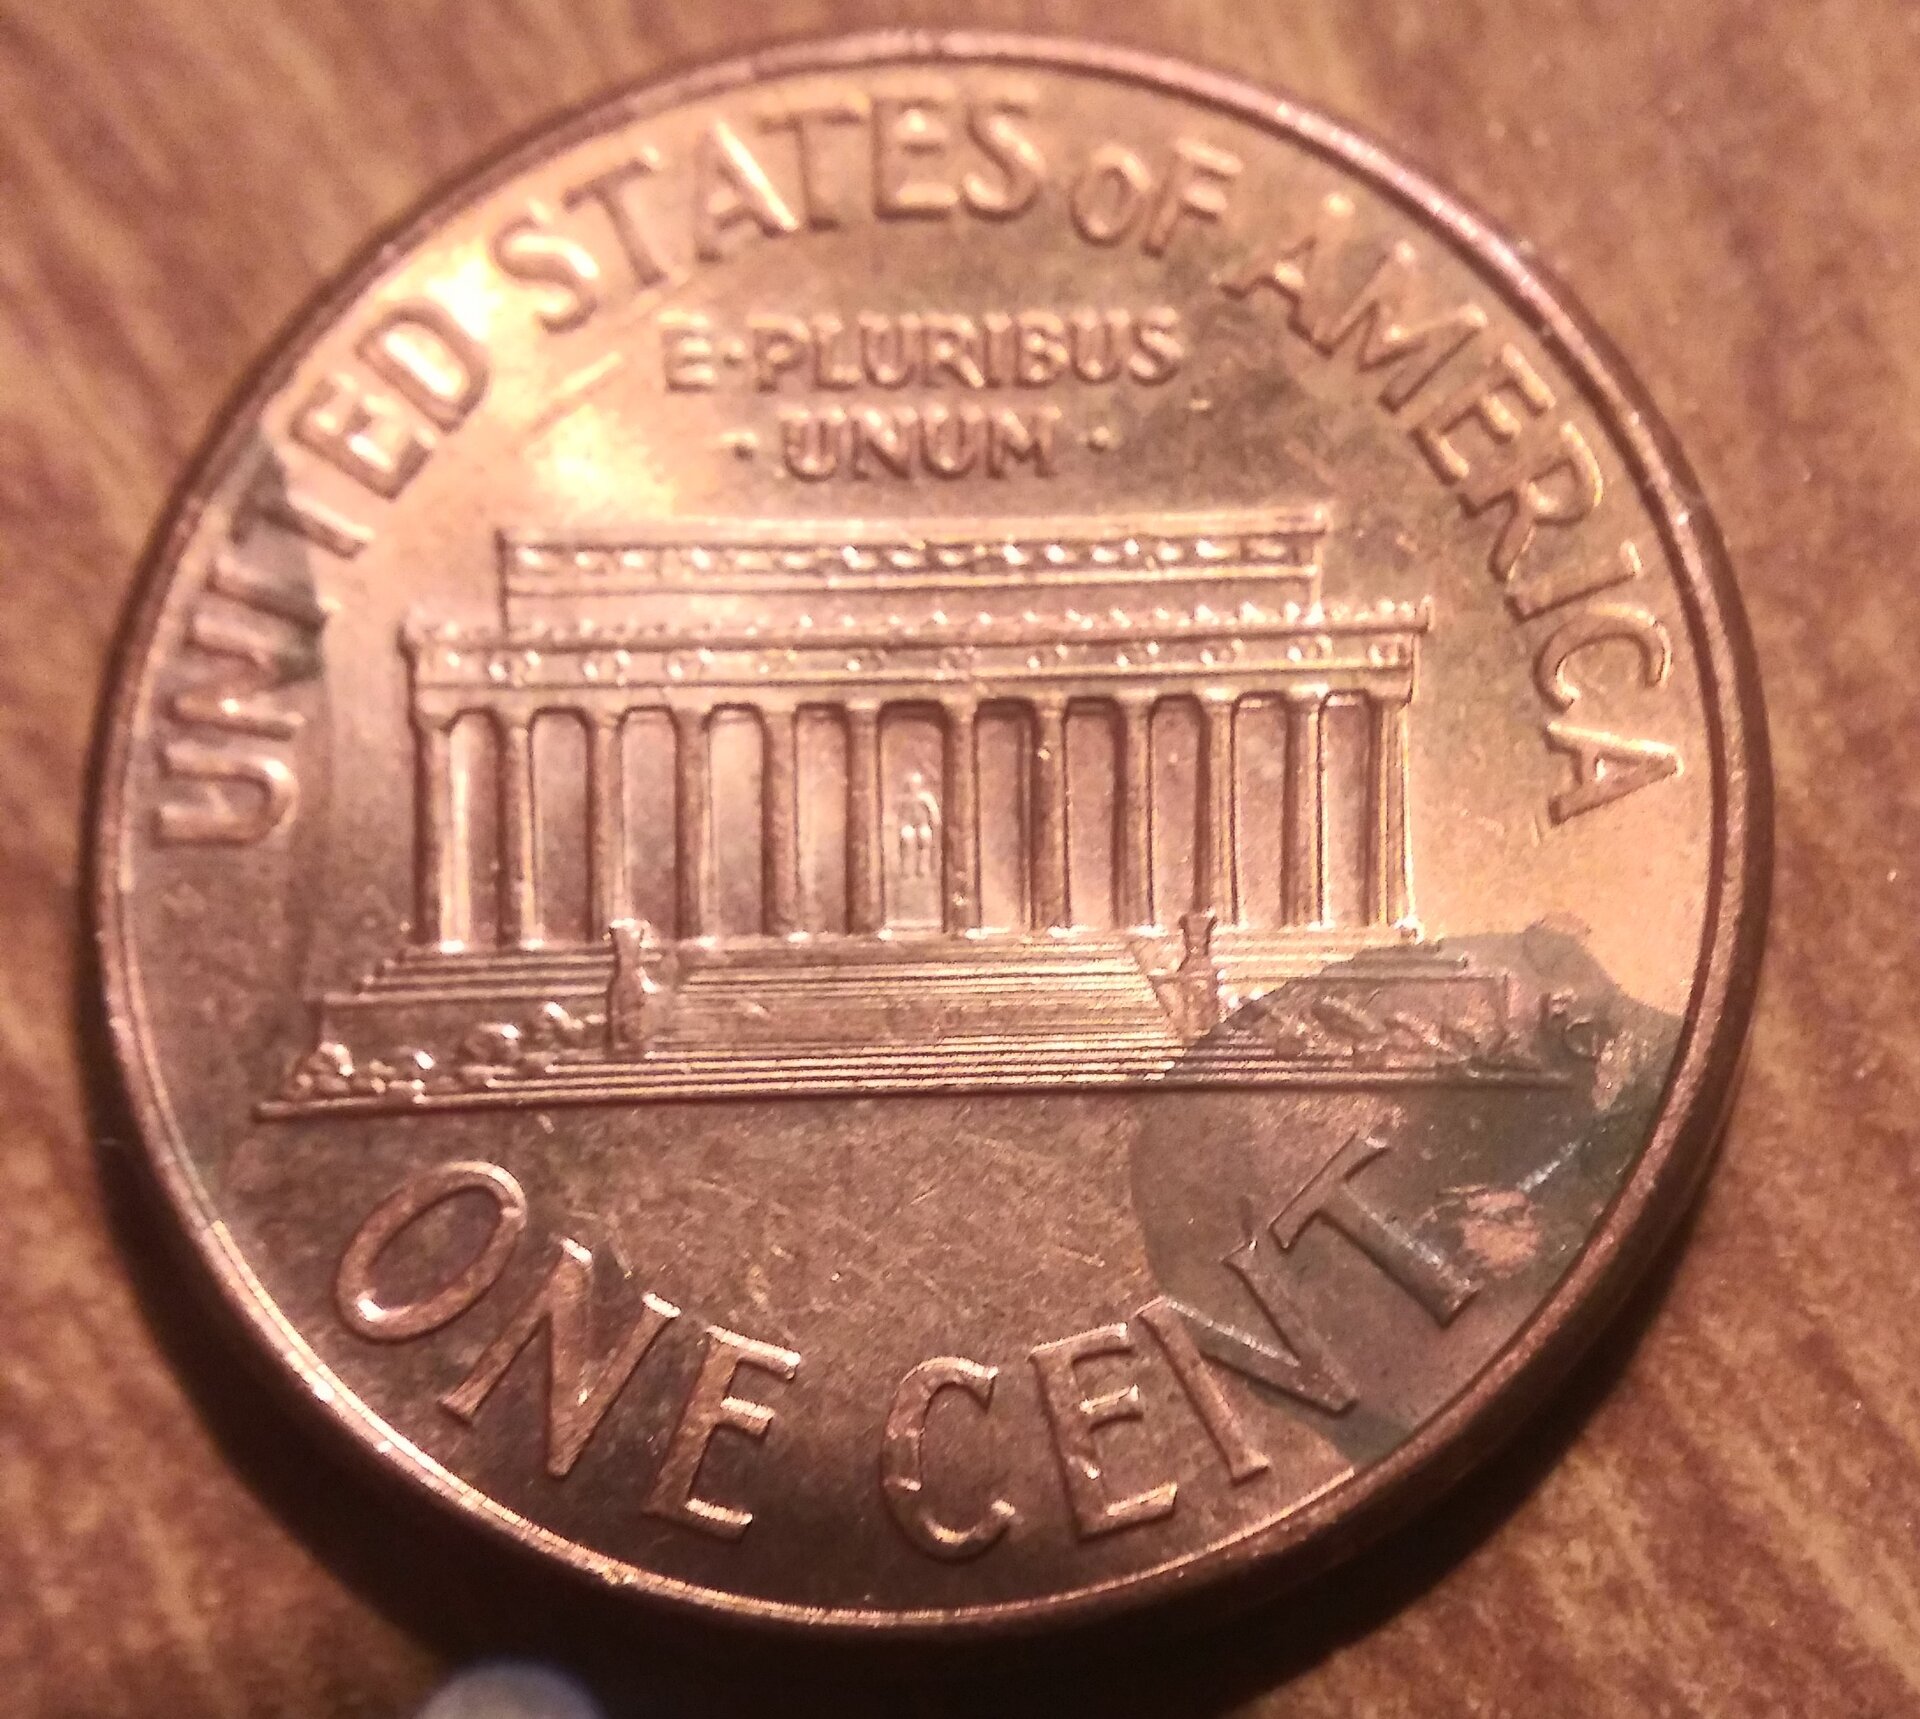 UNITED STATES OF AMERICA
E·PLURIBUS
·UNUM·
ONE CENT